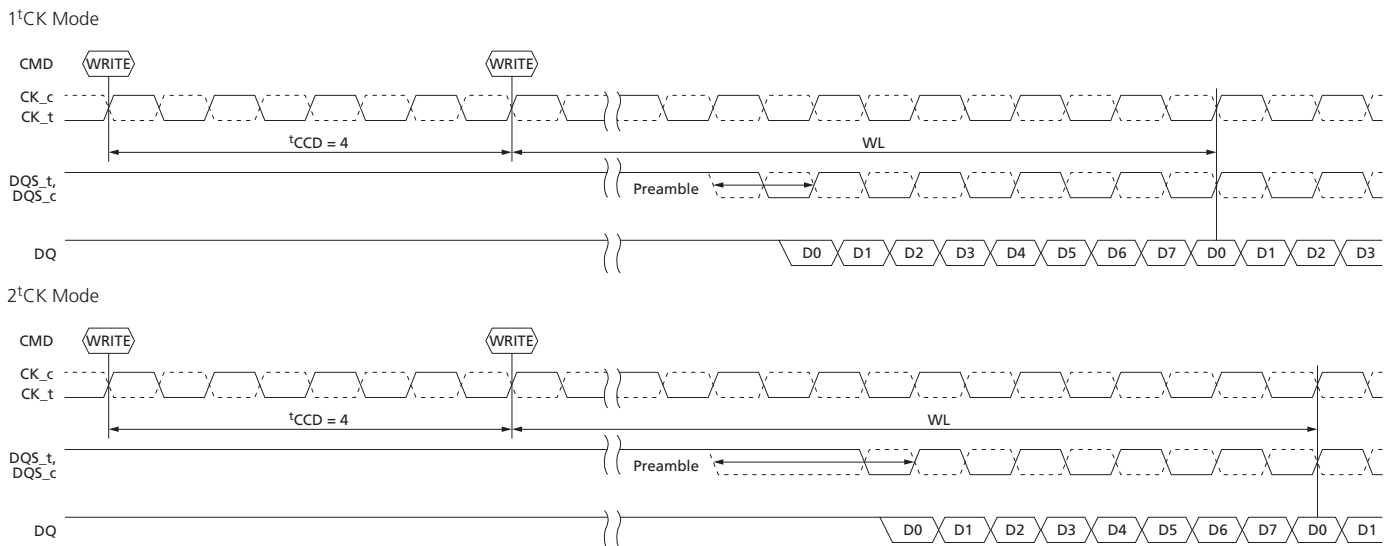 1ᵗCK Mode
CMD WRITE WRITE
CK_c
CK_t
ᵗCCD = 4 WL
DQS_t,
DQS_c
Preamble
DQ D0 D1 D2 D3 D4 D5 D6 D7 D0 D1 D2 D3
2ᵗCK Mode
CMD WRITE WRITE
CK_c
CK_t
ᵗCCD = 4 WL
DQS_t,
DQS_c
Preamble
DQ D0 D1 D2 D3 D4 D5 D6 D7 D0 D1